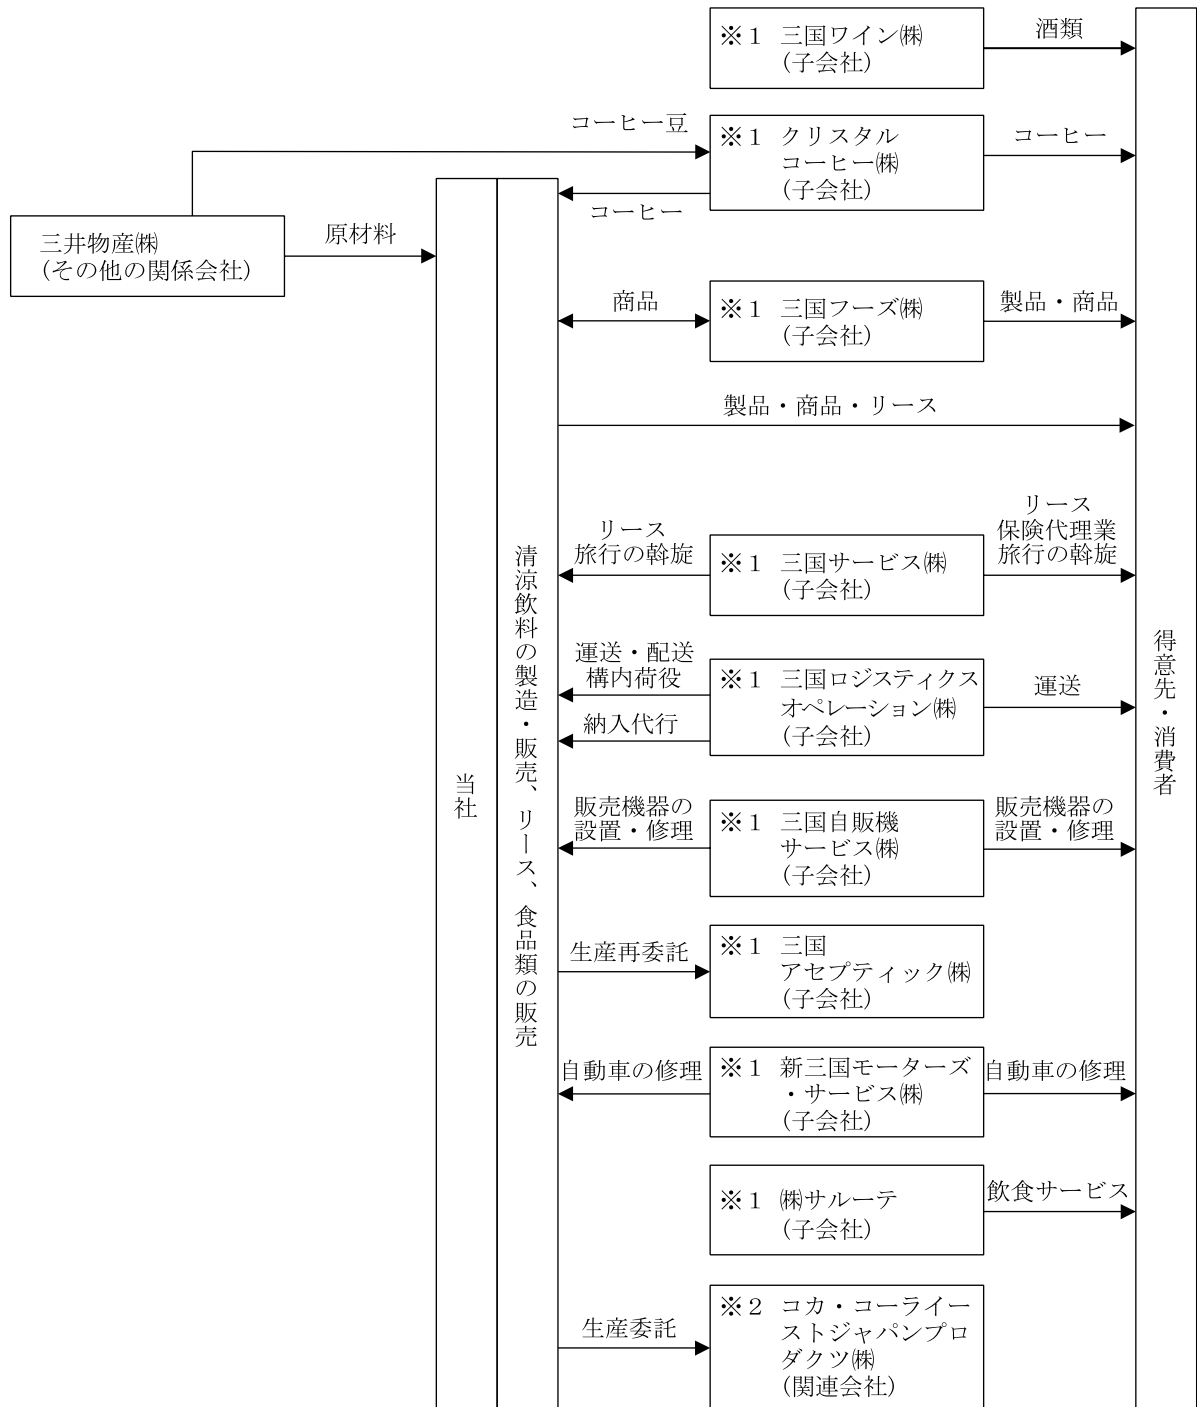 ※1 三国ワイン㈱
(子会社)
酒類
コーヒー豆
※1 クリスタル
コーヒー㈱
(子会社)
コーヒー
コーヒー
三井物産㈱
(その他の関係会社)
原材料
商品
※1 三国フーズ㈱
(子会社)
製品・商品
製品・商品・リース
リース
旅行の斡旋
※1 三国サービス㈱
(子会社)
リース
保険代理業
旅行の斡旋
運送・配送
構内荷役
納入代行
※1 三国ロジスティクス
オペレーション㈱
(子会社)
運送
当社
清涼飲料の製造・販売、リース、食品類の販売
得意先・消費者
販売機器の
設置・修理
※1 三国自販機
サービス㈱
(子会社)
販売機器の
設置・修理
生産再委託
※1 三国
アセプティック㈱
(子会社)
自動車の修理
※1 新三国モーターズ
・サービス㈱
(子会社)
自動車の修理
※1 ㈱サルーテ
(子会社)
飲食サービス
生産委託
※2 コカ・コーライー
ストジャパンプロ
ダクツ㈱
(関連会社)